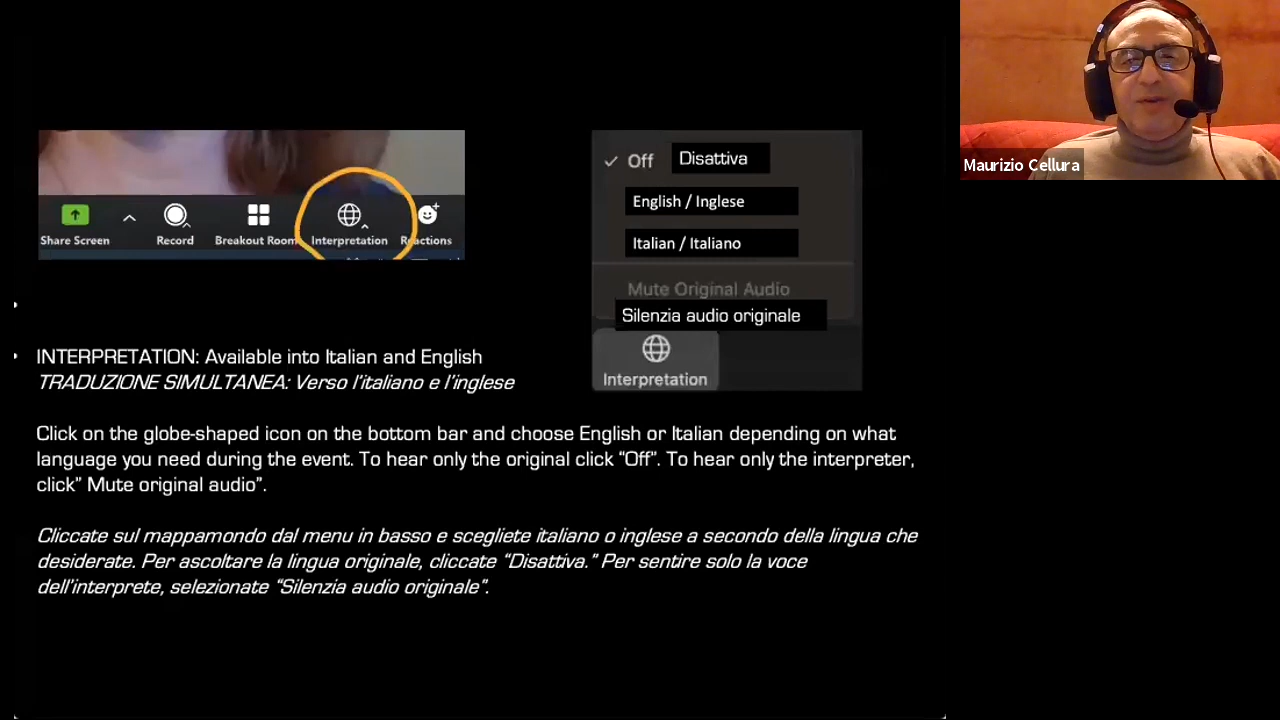 Maurizio Cellura
Share Screen
Record
Breakout Room
Interpretation
Reactions
Off
Disattiva
English / Inglese
Italian / Italiano
Mute Original Audio
Silenzia audio originale
Interpretation
INTERPRETATION: Available into Italian and English
TRADUZIONE SIMULTANEA: Verso l'italiano e l'inglese
Click on the globe-shaped icon on the bottom bar and choose English or Italian depending on what
language you need during the event. To hear only the original click “Off”. To hear only the interpreter,
click” Mute original audio”.
Cliccate sul mappamondo dal menu in basso e scegliete italiano o inglese a secondo della lingua che
desiderate. Per ascoltare la lingua originale, cliccate “Disattiva.” Per sentire solo la voce
dell'interprete, selezionate “Silenzia audio originale”.